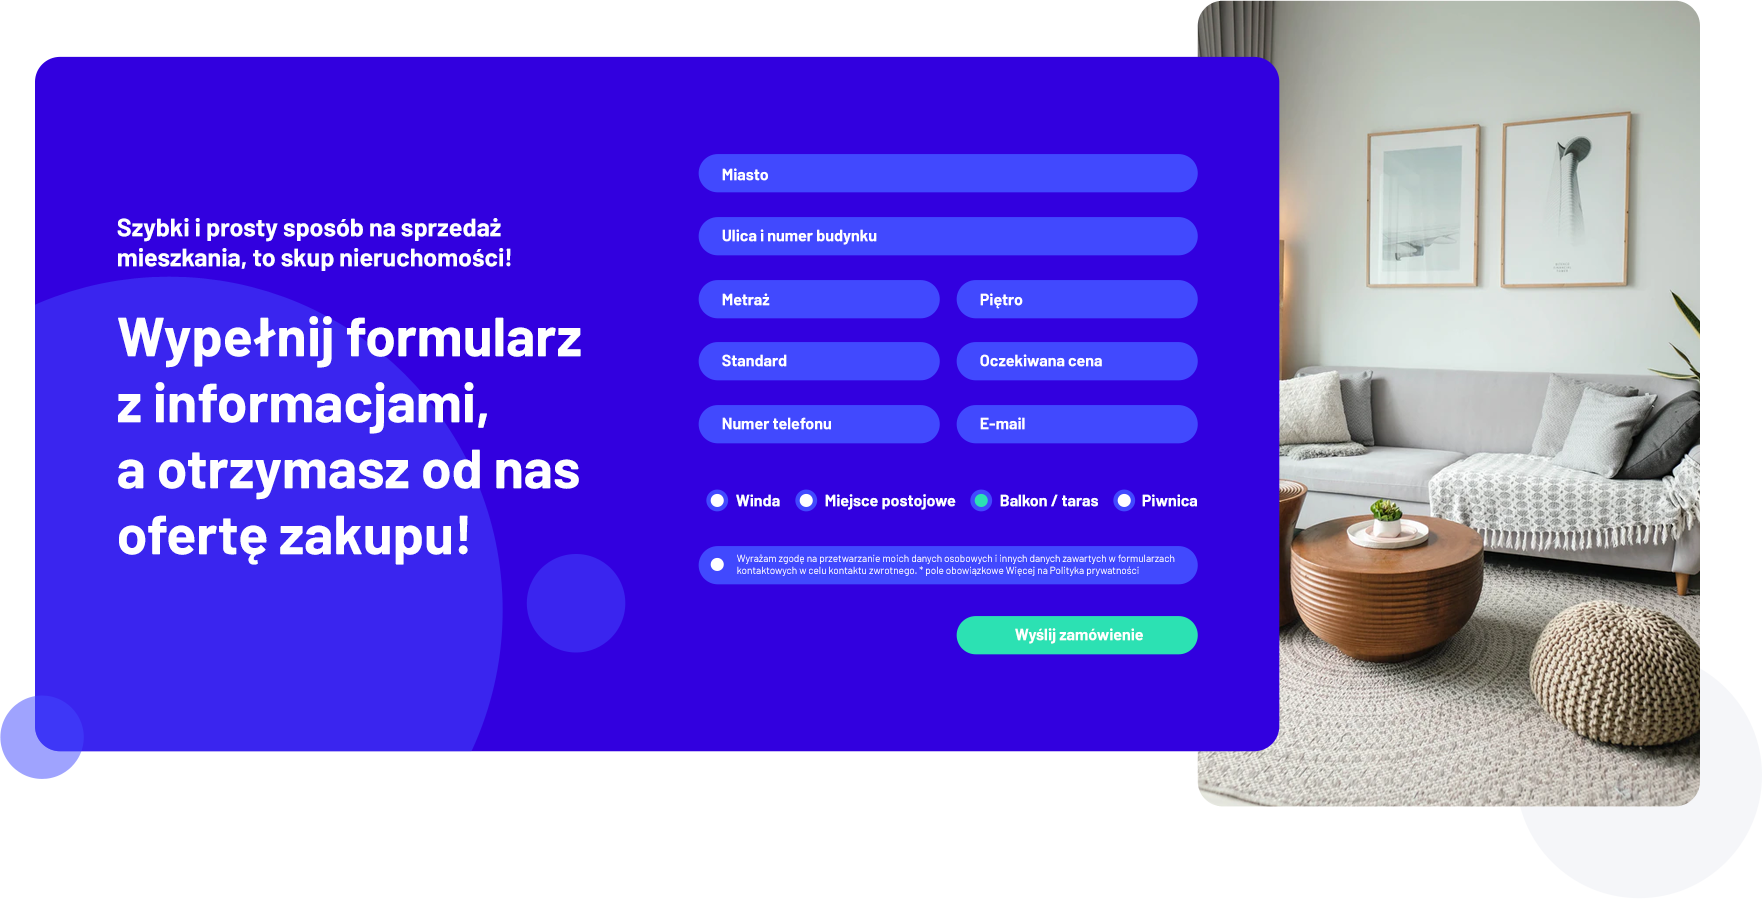 Szybki i prosty sposób na sprzedaż
mieszkania, to skup nieruchomości!
Wypełnij formularz
z informacjami,
a otrzymasz od nas
ofertę zakupu!
Miasto
Ulica i numer budynku
Metraż
Piętro
Standard
Oczekiwana cena
Numer telefonu
E-mail
Winda
Miejsce postojowe
Balkon / taras
Piwnica
Wyrażam zgodę na przetwarzanie moich danych osobowych i innych danych zawartych w formularzach
kontaktowych w celu kontaktu zwrotnego. * pole obowiązkowe Więcej na Polityka prywatności
Wyślij zamówienie